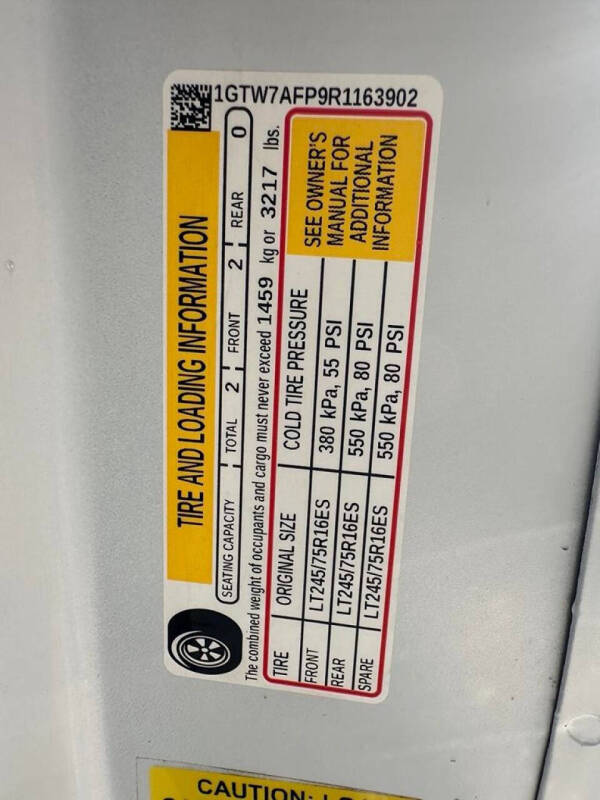 1GTW7AFP9R1163902
TIRE AND LOADING INFORMATION
SEATING CAPACITY TOTAL 2 FRONT 2 REAR 0
The combined weight of occupants and cargo must never exceed 1459 kg or 3217 lbs.
TIRE ORIGINAL SIZE COLD TIRE PRESSURE
FRONT LT245/75R16ES 380 kPa, 55 PSI
REAR LT245/75R16ES 550 kPa, 80 PSI
SPARE LT245/75R16ES 550 kPa, 80 PSI
SEE OWNER'S
MANUAL FOR
ADDITIONAL
INFORMATION
CAUTION: